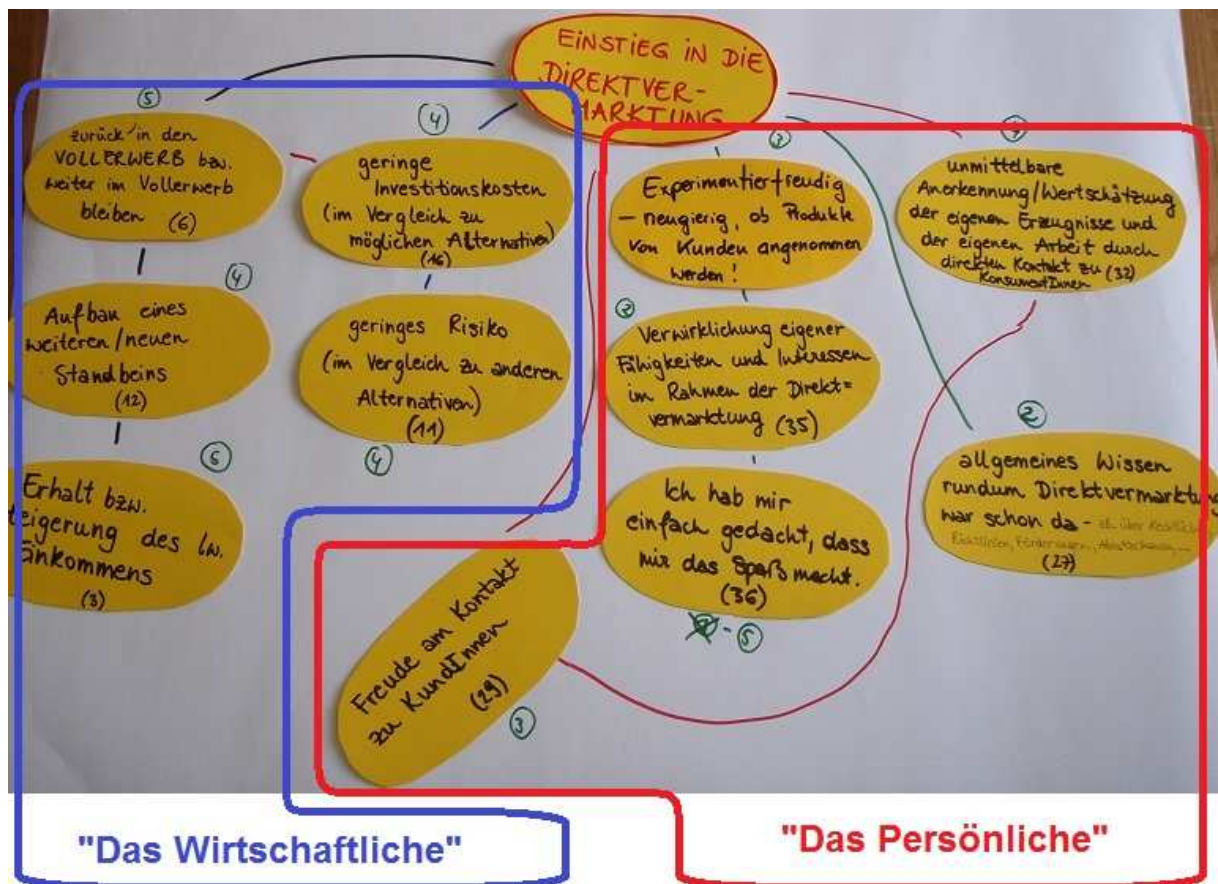 EINSTIEG IN DIE
DIREKTVER-
MARKTUNG
5
zurück in den
VOLLERWERB bzw.
weiter im Vollerwerb
bleiben (6)
4
Aufbau eines
weiteren/neuen
Standbeins
(12)
5
Erhalt bzw.
teigerung des lw.
Einkommens
(3)
4
geringe
Investitionskosten
(im Vergleich zu
möglichen Alternativen)
(16)
geringes Risiko
(im Vergleich zu anderen
Alternativen)
(11)
4
3
Experimentierfreudig
– neugierig, ob Produkte
von Kunden angenommen
werden!
2
Verwirklichung eigener
Fähigkeiten und Interessen
im Rahmen der Direkt=
vermarktung (35)
Ich hab mir
einfach gedacht, dass
mir das Spaß macht.
(36)
- 5
Freude am Kontakt
zu KundInnen
(29)
3
unmittelbare
Anerkennung/Wertschätzung
der eigenen Erzeugnisse und
der eigenen Arbeit durch
direkten Kontakt zu (32)
KonsumentInnen
2
allgemeines Wissen
rundum Direktvermarktung
war schon da -
(27)
"Das Wirtschaftliche"
"Das Persönliche"